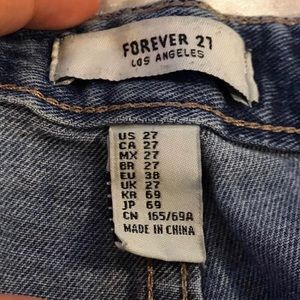 FOREVER 21
LOS ANGELES
US 27
CA 27
MX 27
BR 27
EU 38
UK 27
KR 69
JP 69
CN 165/69A
MADE IN CHINA